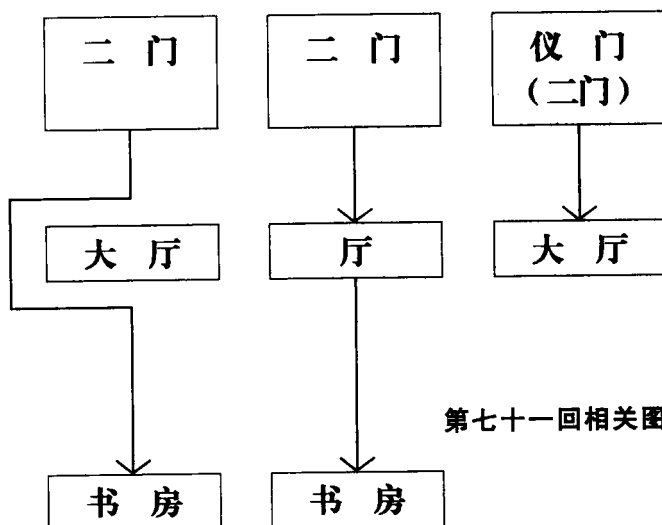 二 门
二 门
仪 门
（二门）
大 厅
厅
大 厅
第七十一回相关图
书 房
书 房